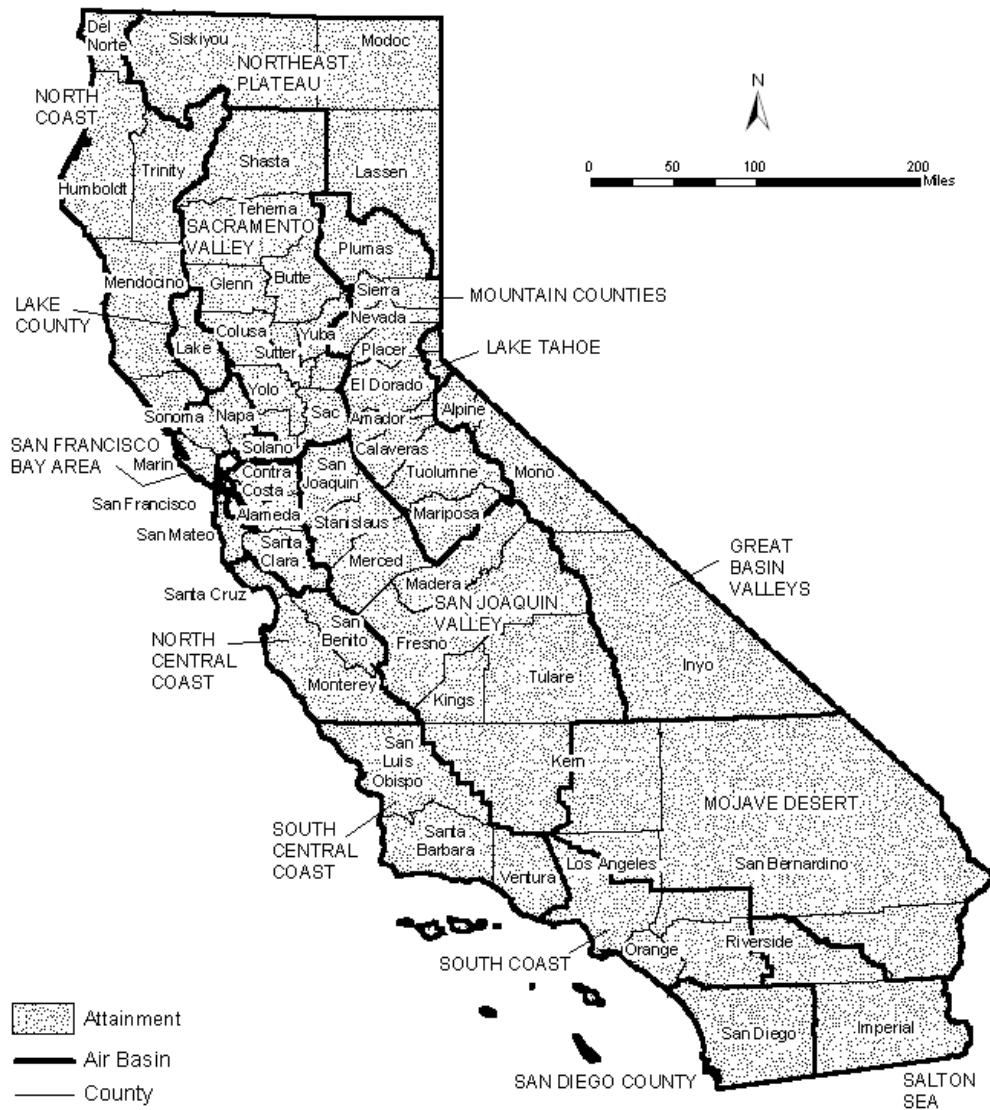 Del
Norte
Siskiyou
Modoc
NORTHEAST
PLATEAU
NORTH
COAST
N
0 50 100 200
Miles
Humboldt
Trinity
Shasta
Lassen
Tehema
SACRAMENTO
VALLEY
Plumas
Mendocino
Glenn
Butte
Sierra
MOUNTAIN COUNTIES
LAKE
COUNTY
Nevada
Colusa
Yuba
Lake
Sutter
Placer
LAKE TAHOE
Yolo
El Dorado
Sonoma
Napa
Sac
Amador
Alpine
SAN FRANCISCO
BAY AREA
Solano
Calaveras
Marin
Contra
Costa
San
Joaquin
Tuolumne
Mono
San Francisco
Alameda
Stanislaus
Mariposa
San Mateo
Santa
Clara
Merced
GREAT
BASIN
VALLEYS
Madera
Santa Cruz
SAN JOAQUIN
VALLEY
San
Benito
NORTH
CENTRAL
COAST
Fresno
Inyo
Monterey
Kings
Tulare
San
Luis
Obispo
Kern
MOJAVE DESERT
SOUTH
CENTRAL
COAST
Santa
Barbara
Ventura
Los Angeles
San Bernardino
SOUTH COAST
Orange
Riverside
San Diego
Imperial
SAN DIEGO COUNTY
SALTON
SEA
Attainment
Air Basin
County